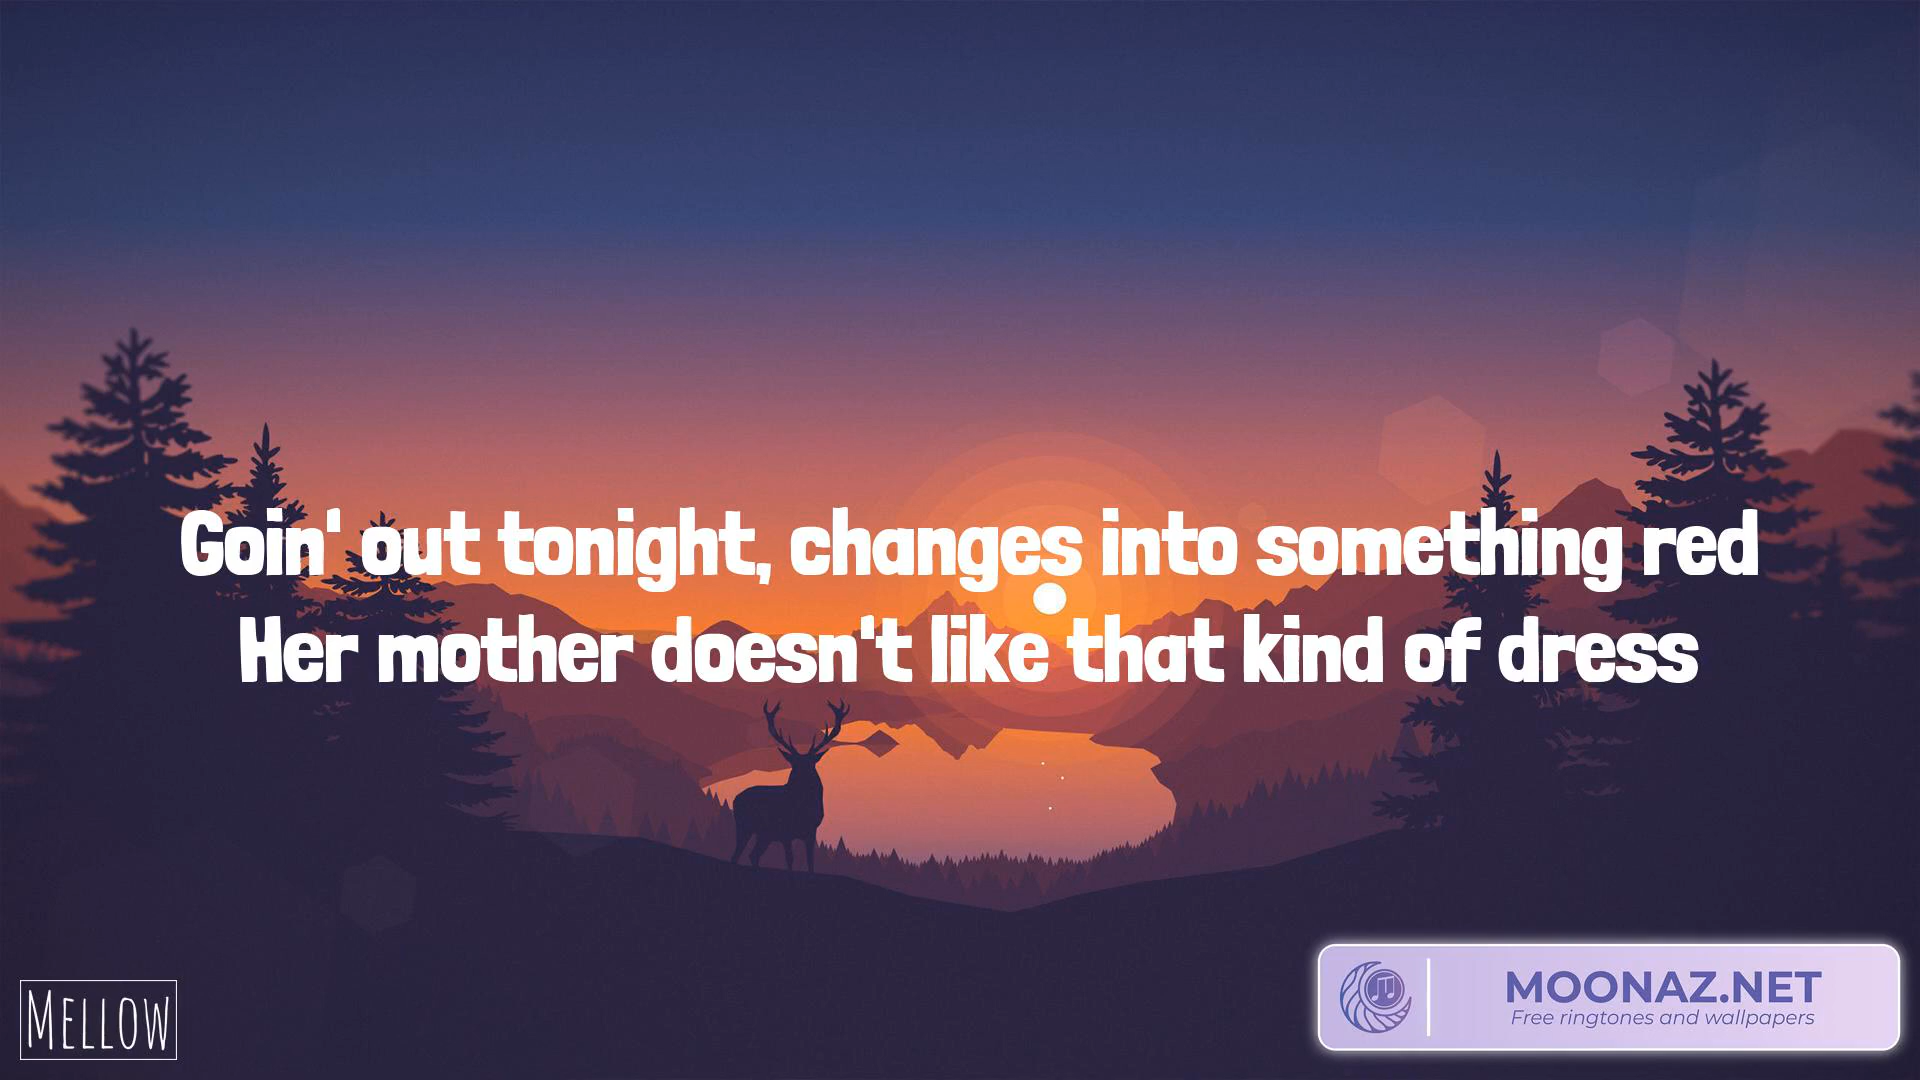 Goin' out tonight, changes into something red
Her mother doesn't like that kind of dress
MELLOW
MOONAZ.NET
Free ringtones and wallpapers